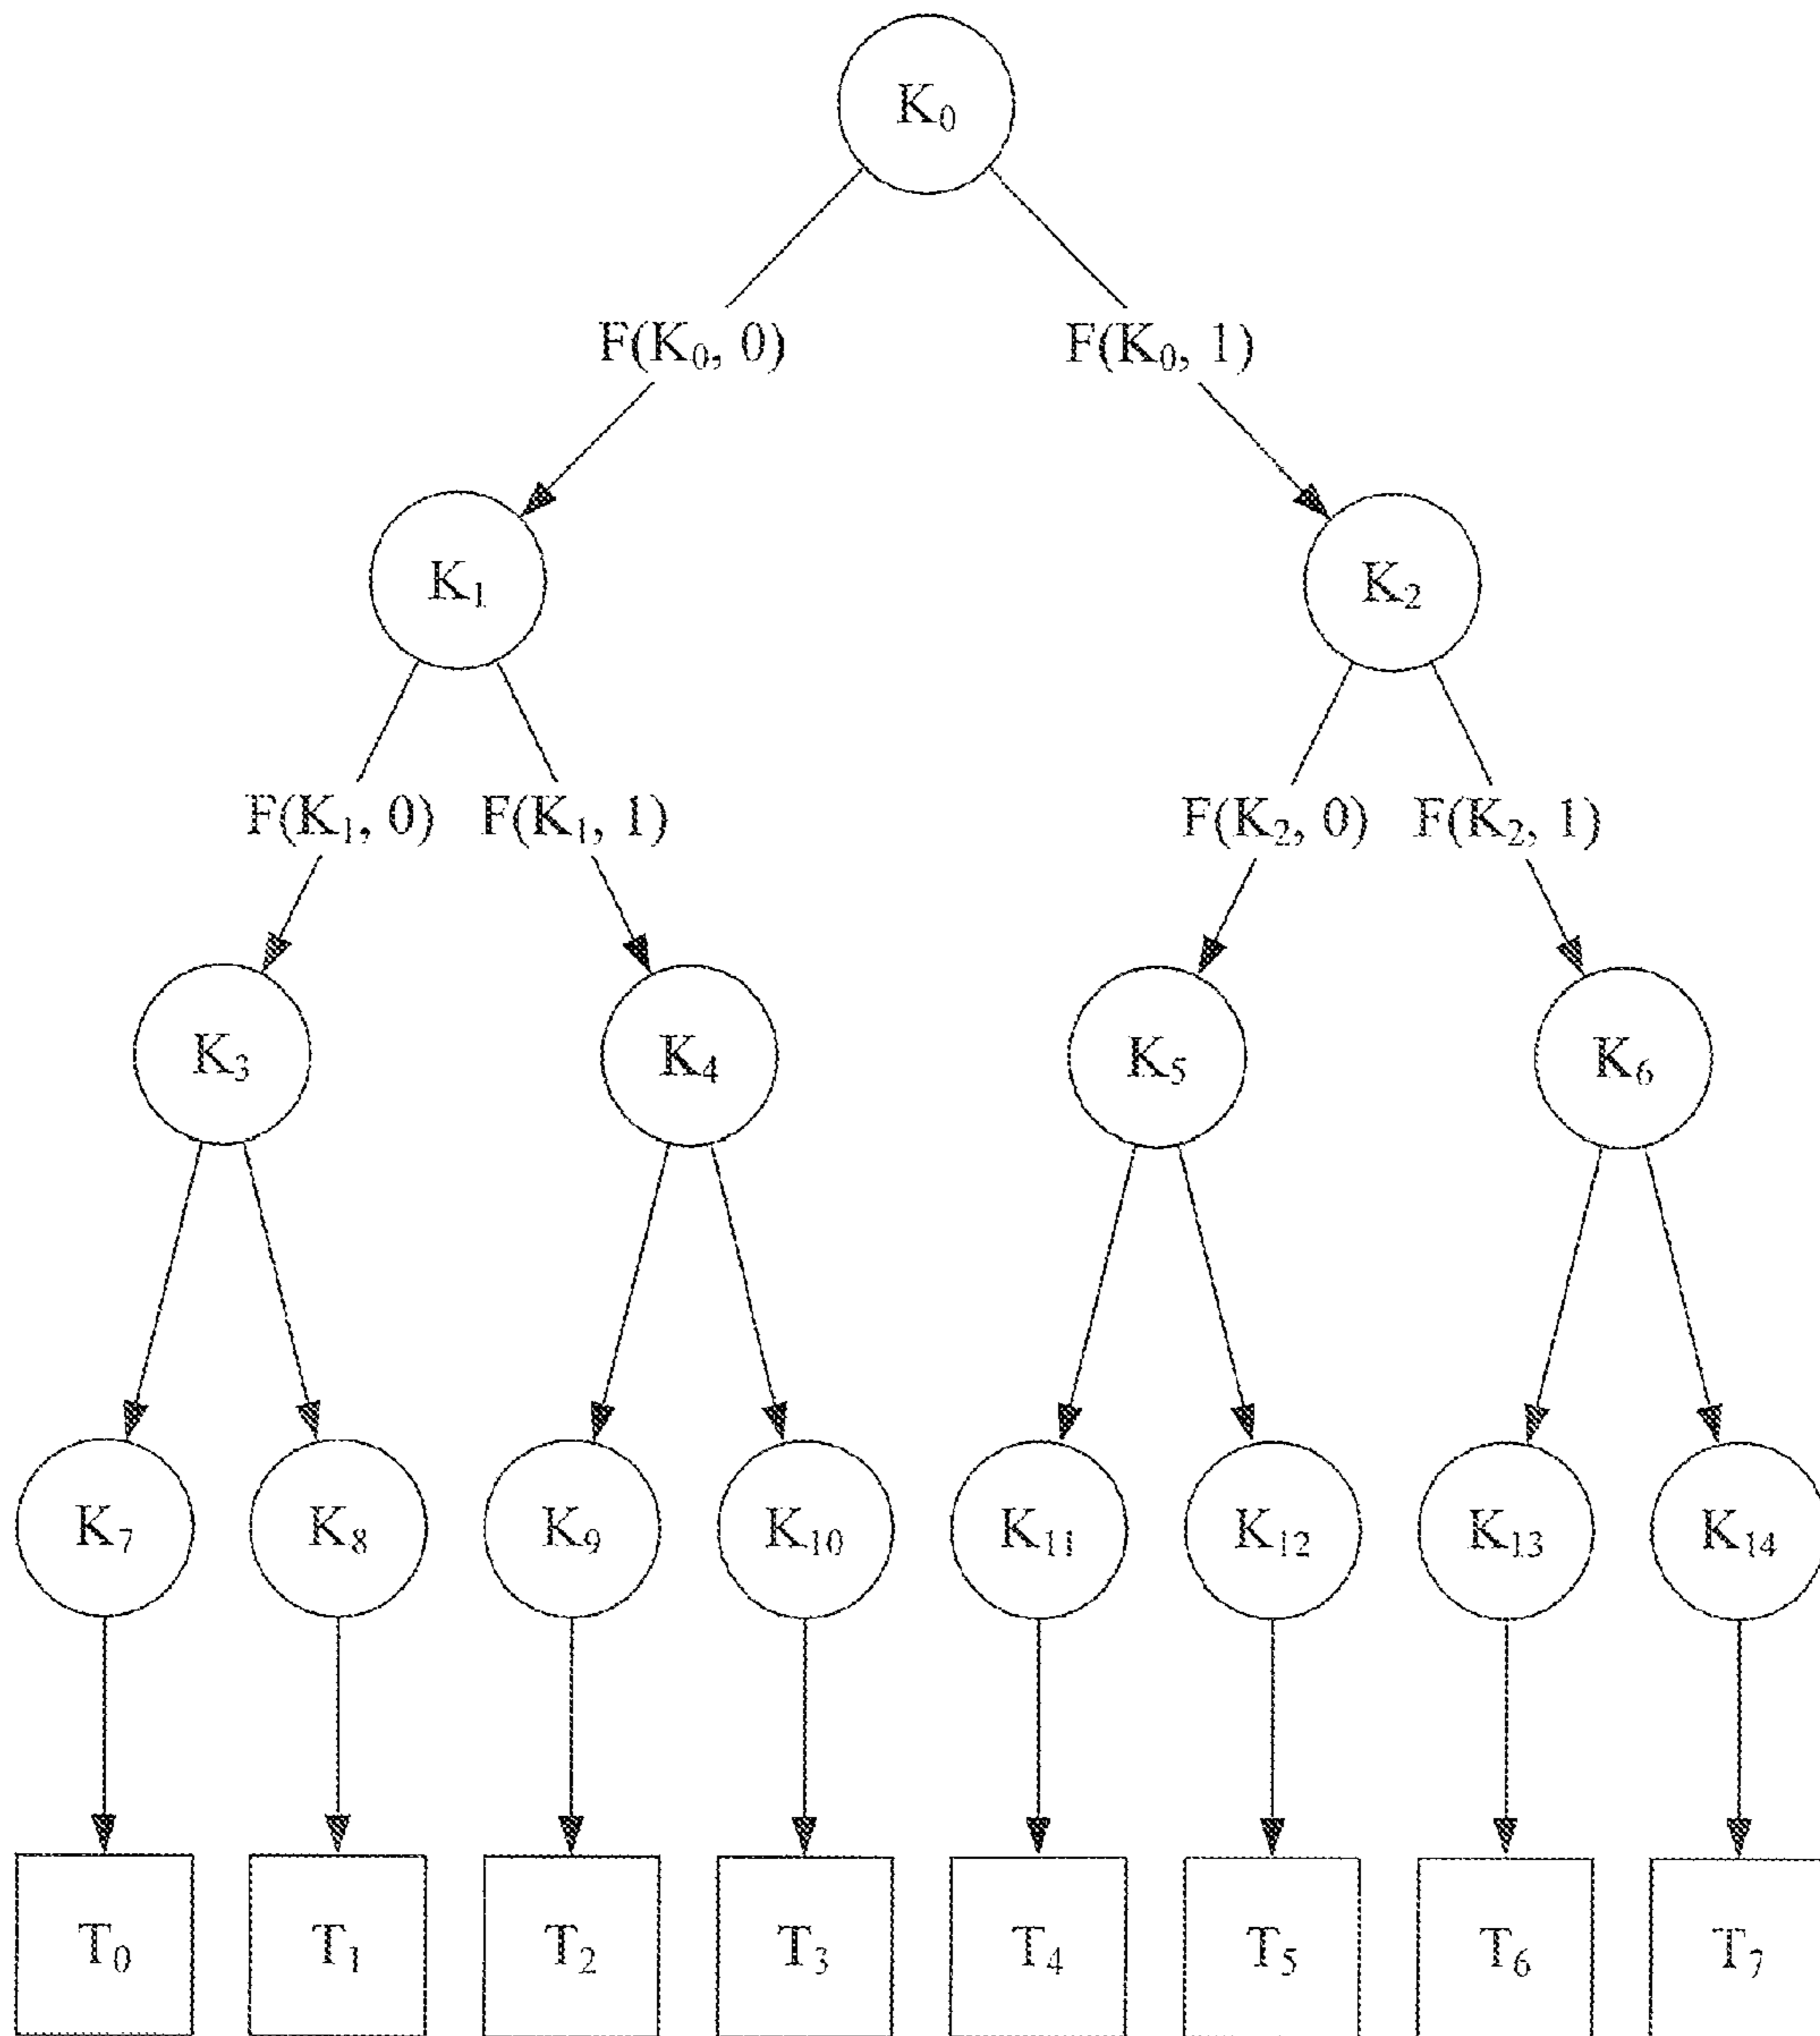 K₀
F(K₀, 0) F(K₀, 1)
K₁ K₂
F(K₁, 0) F(K₁, 1) F(K₂, 0) F(K₂, 1)
K₃ K₄ K₅ K₆
K₇ K₈ K₉ K₁₀ K₁₁ K₁₂ K₁₃ K₁₄
T₀ T₁ T₂ T₃ T₄ T₅ T₆ T₇